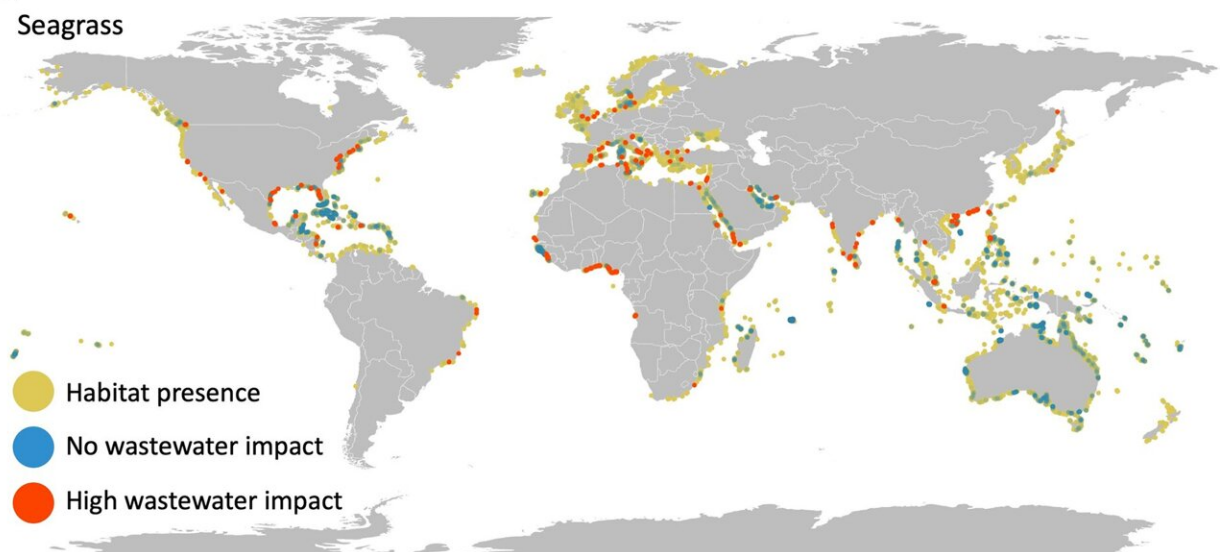 Seagrass
Habitat presence
No wastewater impact
High wastewater impact